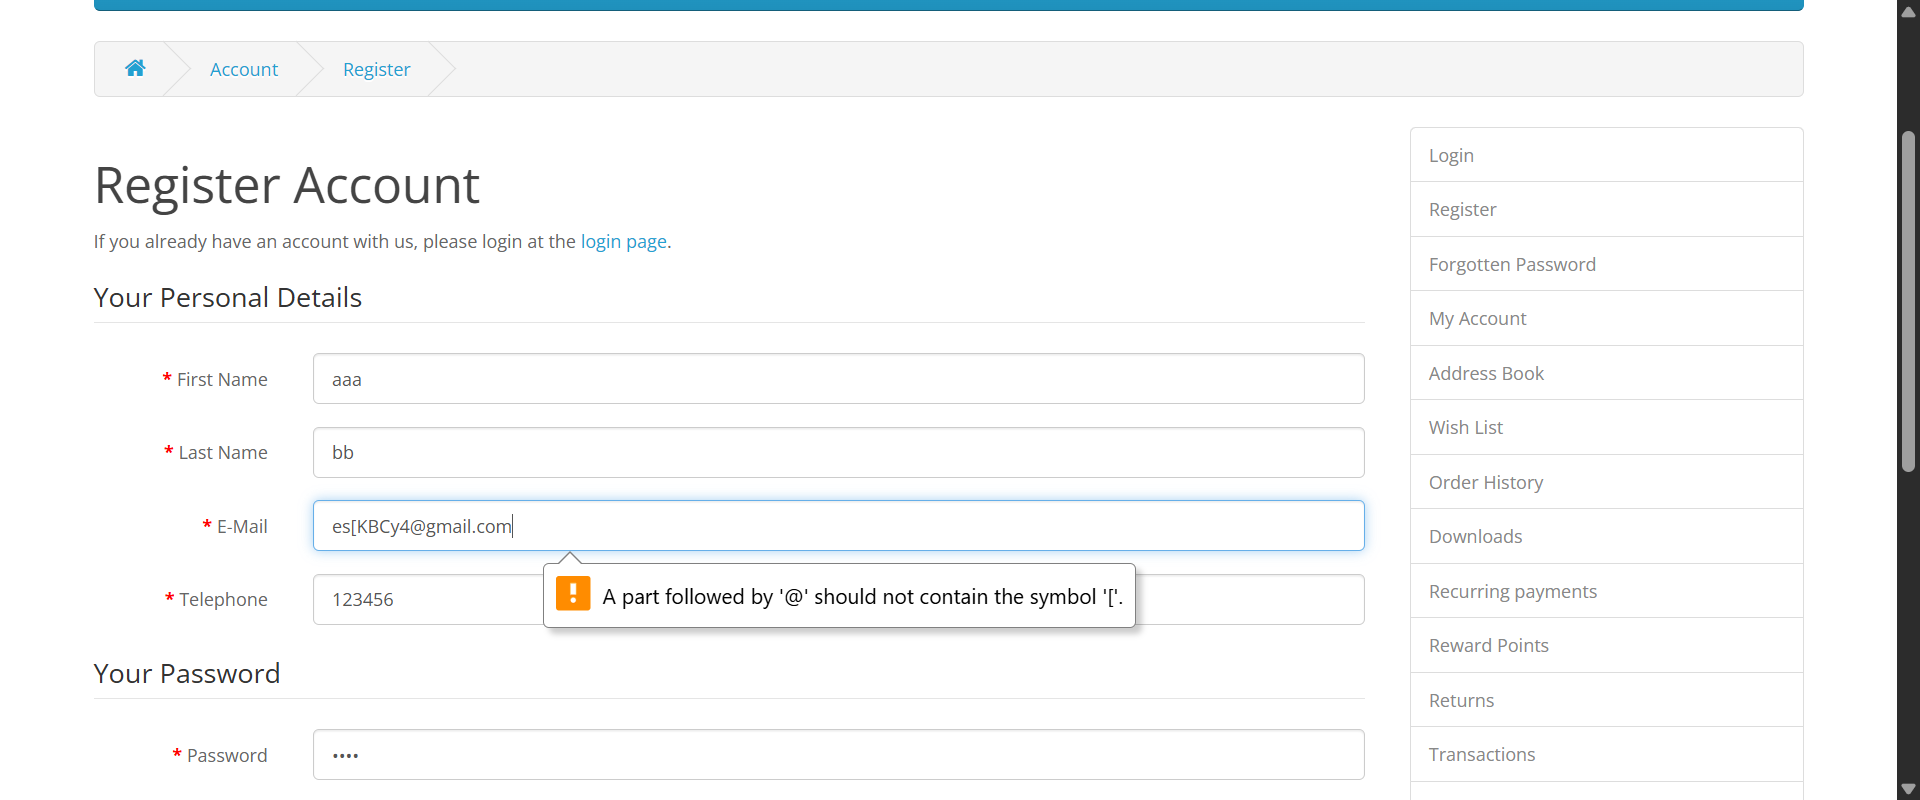 Account
Register
Register Account
If you already have an account with us, please login at the login page.
Your Personal Details
* First Name
aaa
* Last Name
bb
* E-Mail
es[KBCy4@gmail.com
A part followed by '@' should not contain the symbol '['.
* Telephone
123456
Your Password
* Password
••••
Login
Register
Forgotten Password
My Account
Address Book
Wish List
Order History
Downloads
Recurring payments
Reward Points
Returns
Transactions